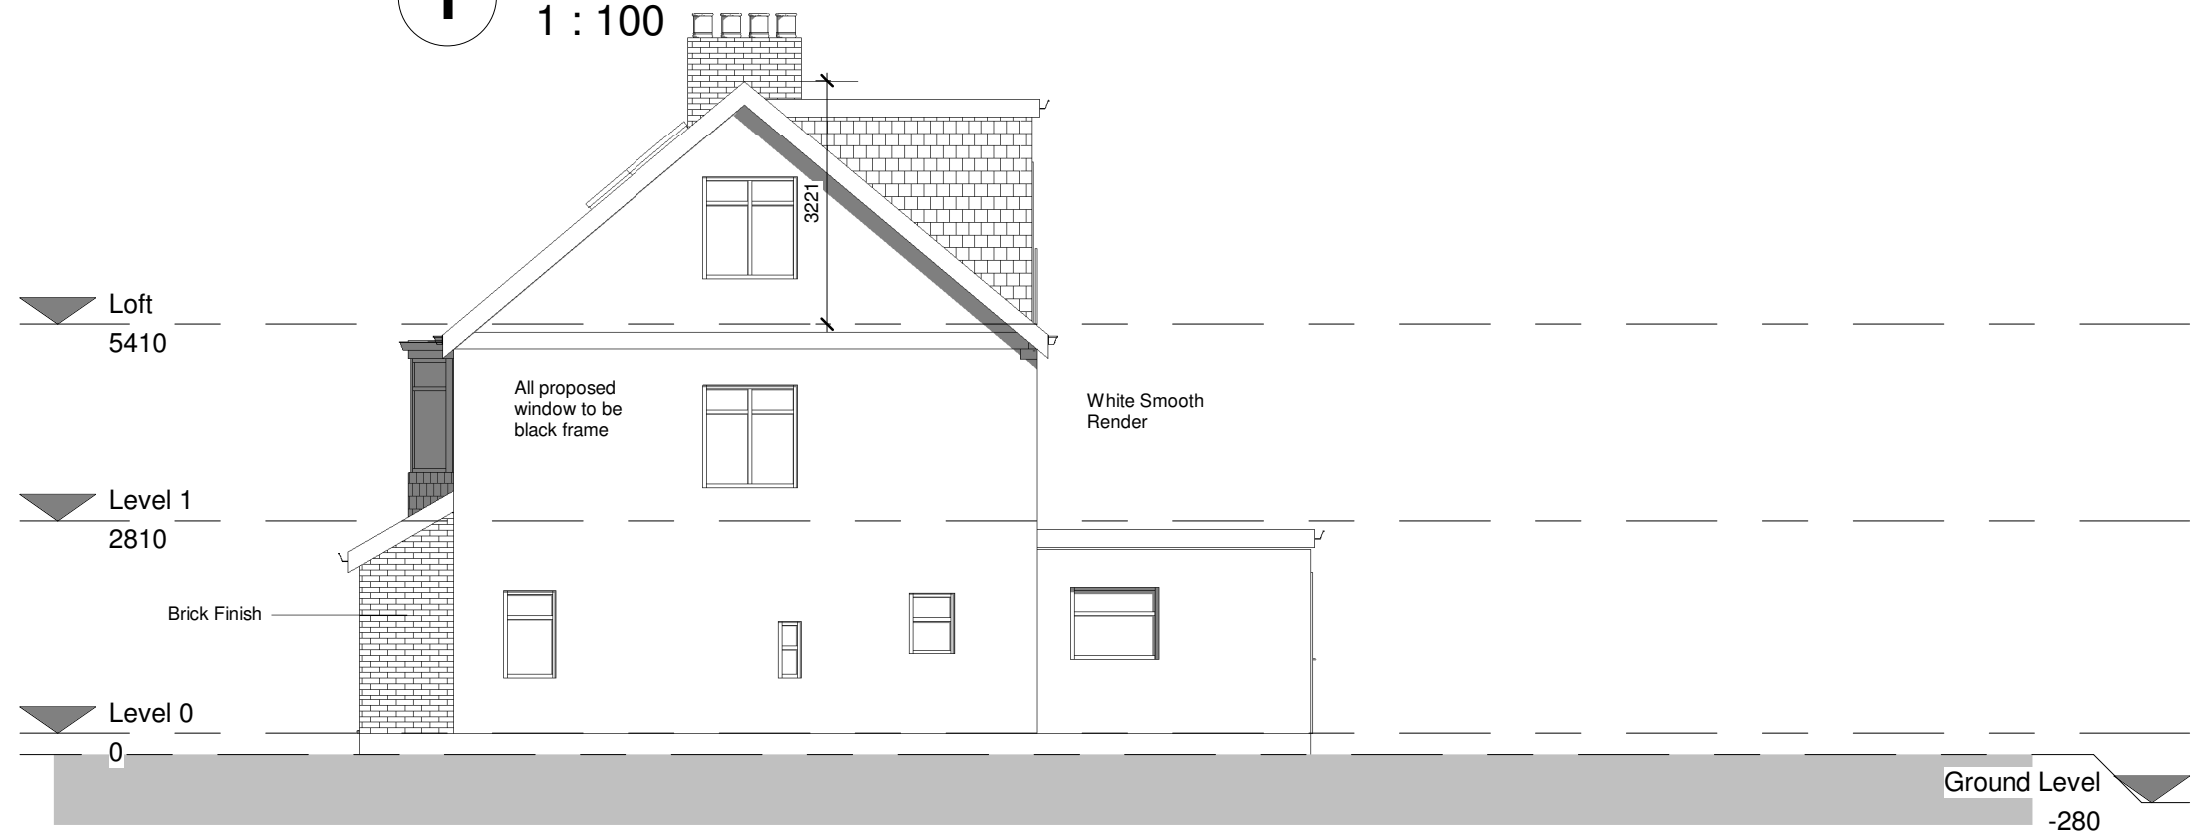 1
1 : 100
3221
Loft
5410
All proposed
window to be
black frame
White Smooth
Render
Level 1
2810
Brick Finish
Level 0
0
Ground Level
-280